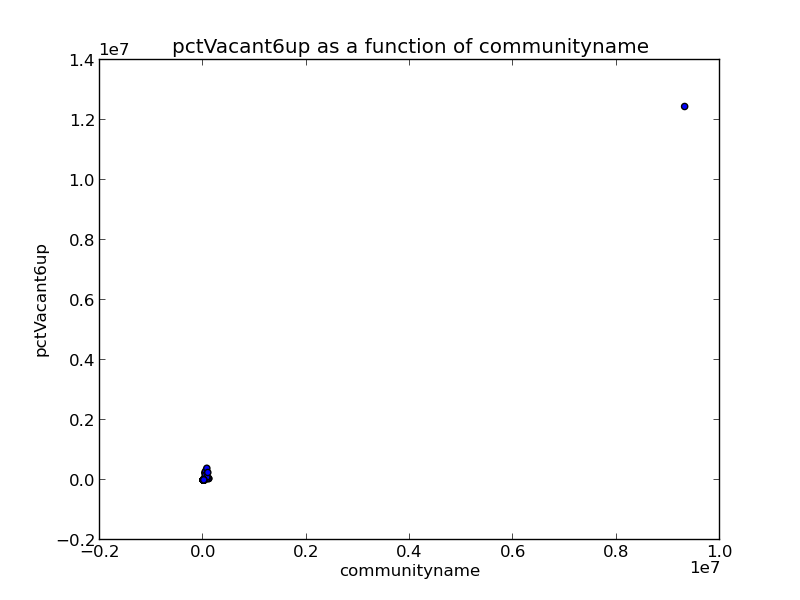 pctVacant6up as a function of communityname
1e7
1.4
1.2
1.0
0.8
0.6
0.4
0.2
0.0
−0.2
pctVacant6up
−0.2 0.0 0.2 0.4 0.6 0.8 1.0
1e7
communityname